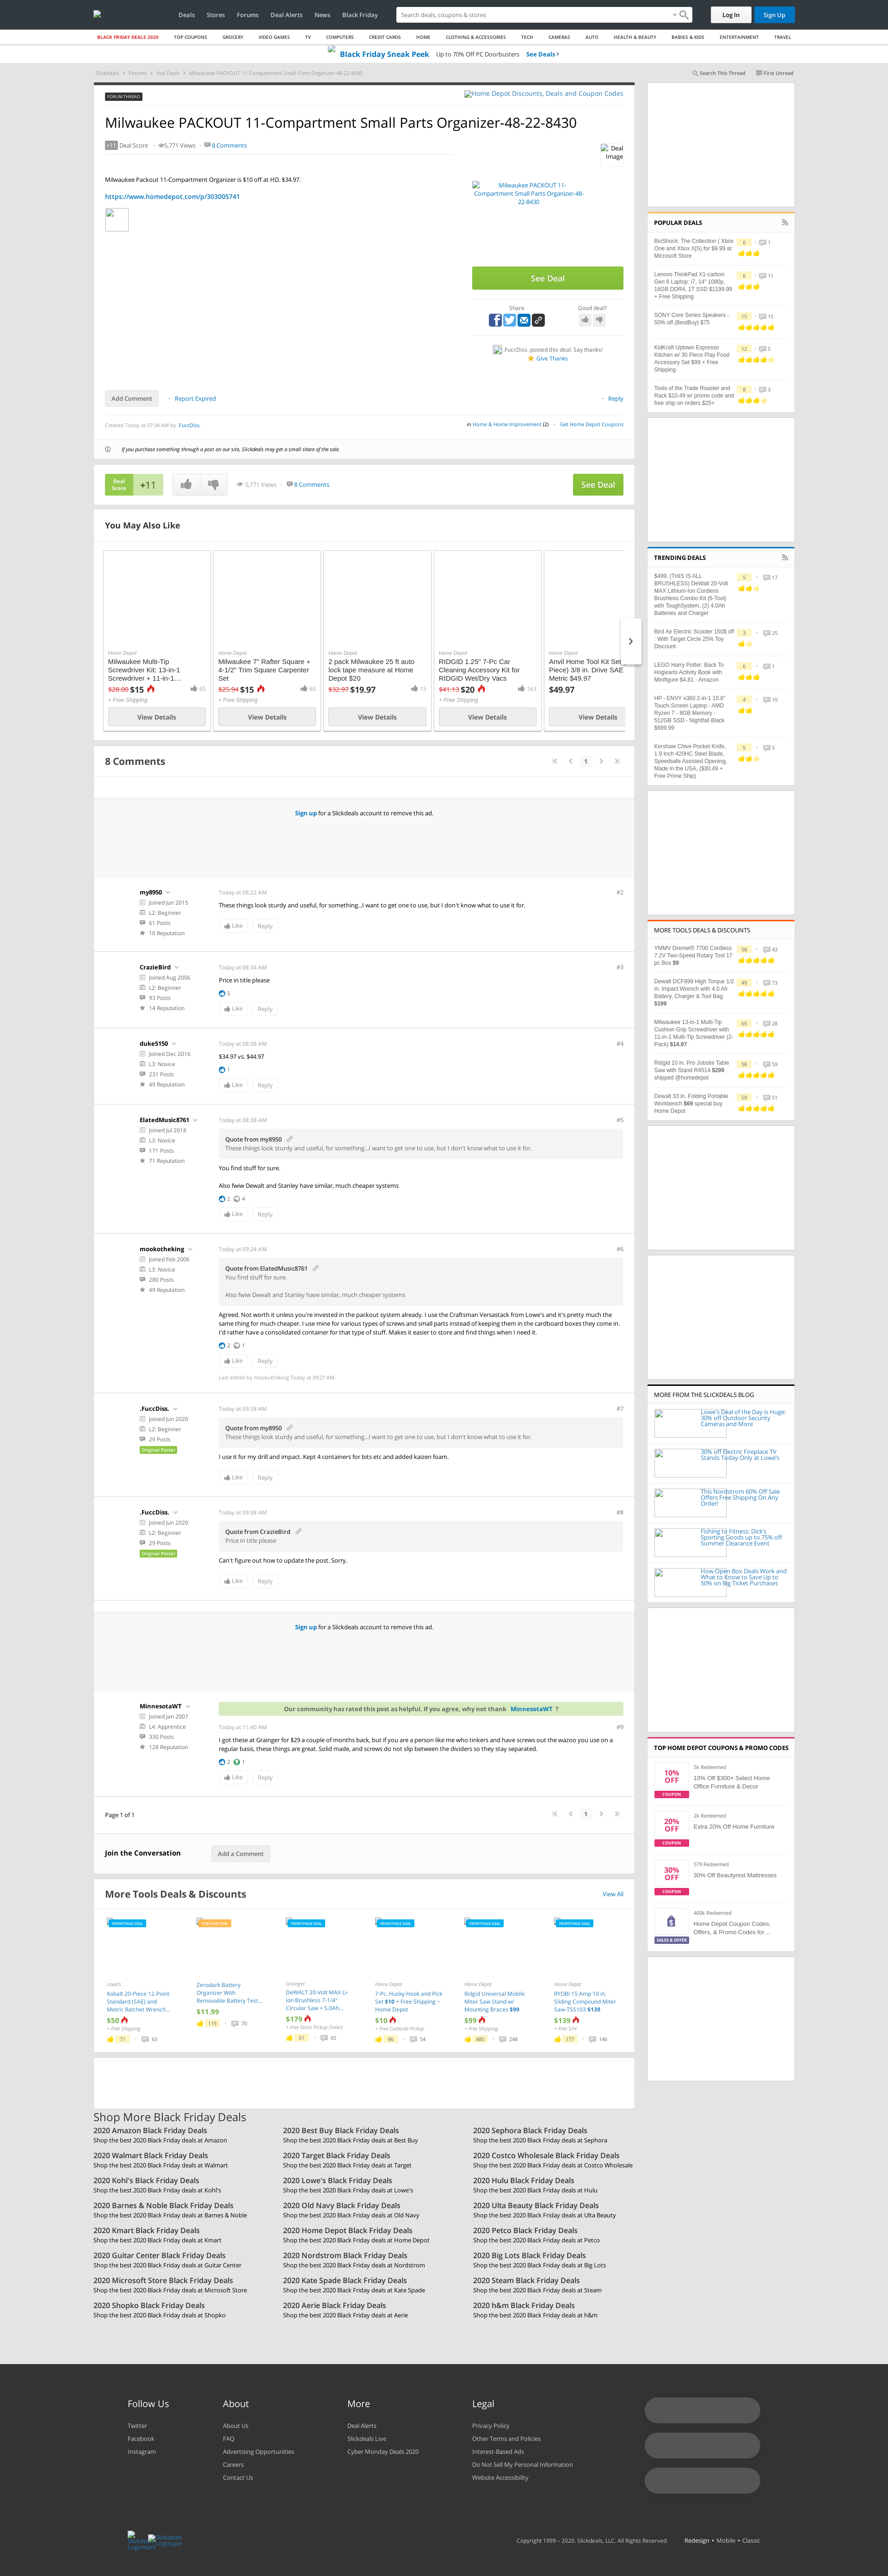 Deals Stores Forums Deal Alerts News Black Friday
Search deals, coupons & stores
Log In
Sign Up
BLACK FRIDAY DEALS 2020 TOP COUPONS GROCERY VIDEO GAMES TV COMPUTERS CREDIT CARDS HOME CLOTHING & ACCESSORIES TECH CAMERAS AUTO HEALTH & BEAUTY BABIES & KIDS ENTERTAINMENT TRAVEL
Black Friday Sneak Peek Up to 70% Off PC Doorbusters See Deals
Slickdeals > Forums > Hot Deals > Milwaukee PACKOUT 11-Compartment Small Parts Organizer-48-22-8430
Search This Thread First Unread
FORUM THREAD
Home Depot Discounts, Deals and Coupon Codes
Milwaukee PACKOUT 11-Compartment Small Parts Organizer-48-22-8430
+11 Deal Score 5,771 Views 8 Comments
Deal Image
Milwaukee Packout 11-Compartment Organizer is $10 off at HD. $34.97.
https://www.homedepot.com/p/303005741
Milwaukee PACKOUT 11-Compartment Small Parts Organizer-48-22-8430
See Deal
Share
Good deal?
.FuccDiss. posted this deal. Say thanks!
Give Thanks
Add Comment
Report Expired
Reply
Created Today at 07:34 AM by .FuccDiss.
in Home & Home Improvement (2) Get Home Depot Coupons
If you purchase something through a post on our site, Slickdeals may get a small share of the sale.
Deal Score +11
5,771 Views 8 Comments
See Deal
You May Also Like
Home Depot
Milwaukee Multi-Tip Screwdriver Kit: 13-in-1 Screwdriver + 11-in-1...
$28.00 $15 65
+ Free Shipping
View Details
Home Depot
Milwaukee 7" Rafter Square + 4-1/2" Trim Square Carpenter Set
$25.94 $15 65
+ Free Shipping
View Details
Home Depot
2 pack Milwaukee 25 ft auto lock tape measure at Home Depot $20
$32.97 $19.97 15
View Details
Home Depot
RIDGID 1.25" 7-Pc Car Cleaning Accessory Kit for RIDGID Wet/Dry Vacs
$41.13 $20 163
+ Free Shipping
View Details
Home Depot
Anvil Home Tool Kit Set
Piece) 3/8 in. Drive SAE
Metric $49.97
$49.97
View Details
8 Comments
1
Sign up for a Slickdeals account to remove this ad.
my8950
Joined Jun 2015
L2: Beginner
61 Posts
10 Reputation
Today at 08:22 AM
#2
These things look sturdy and useful, for something...I want to get one to use, but I don't know what to use it for.
Like Reply
CrazieBird
Joined Aug 2006
L2: Beginner
93 Posts
14 Reputation
Today at 08:34 AM
#3
Price in title please
5
Like Reply
duke5150
Joined Dec 2016
L3: Novice
231 Posts
49 Reputation
Today at 08:38 AM
#4
$34.97 vs. $44.97
1
Like Reply
ElatedMusic8761
Joined Jul 2018
L3: Novice
171 Posts
71 Reputation
Today at 08:38 AM
#5
Quote from my8950
These things look sturdy and useful, for something...I want to get one to use, but I don't know what to use it for.
You find stuff for sure.
Also fwiw Dewalt and Stanley have similar, much cheaper systems
2 4
Like Reply
mookotheking
Joined Feb 2006
L3: Novice
280 Posts
49 Reputation
Today at 09:24 AM
#6
Quote from ElatedMusic8761
You find stuff for sure.
Also fwiw Dewalt and Stanley have similar, much cheaper systems
Agreed. Not worth it unless you're invested in the packout system already. I use the Craftsman Versastack from Lowe's and it's pretty much the same thing for much cheaper. I use mine for various types of screws and small parts instead of keeping them in the cardboard boxes they come in. I'd rather have a consolidated container for that type of stuff. Makes it easier to store and find things when I need it.
2 1
Like Reply
Last edited by mookotheking Today at 09:27 AM.
.FuccDiss.
Joined Jun 2020
L2: Beginner
29 Posts
Original Poster
Today at 09:38 AM
#7
Quote from my8950
These things look sturdy and useful, for something...I want to get one to use, but I don't know what to use it for.
I use it for my drill and impact. Kept 4 containers for bits etc and added kaizen foam.
Like Reply
.FuccDiss.
Joined Jun 2020
L2: Beginner
29 Posts
Original Poster
Today at 09:38 AM
#8
Quote from CrazieBird
Price in title please
Can't figure out how to update the post. Sorry.
Like Reply
Sign up for a Slickdeals account to remove this ad.
MinnesotaWT
Joined Jan 2007
L4: Apprentice
330 Posts
128 Reputation
Our community has rated this post as helpful. If you agree, why not thank MinnesotaWT ?
Today at 11:40 AM
#9
I got these at Grainger for $29 a couple of months back, but if you are a person like me who tinkers and have screws out the wazoo you use on a regular basis, these things are great. Solid made, and screws do not slip between the dividers so they stay separated.
2 1
Like Reply
Page 1 of 1
1
Join the Conversation
Add a Comment
More Tools Deals & Discounts
View All
FRONTPAGE DEAL
Lowe's
Kobalt 20-Piece 12-Point Standard (SAE) and Metric Ratchet Wrench...
$50
+ Free Shipping
71 63
POPULAR DEAL
Zerodark Battery Organizer With Removable Battery Test...
$11.99
119 70
FRONTPAGE DEAL
Grainger
DeWALT 20-Volt MAX Li-ion Brushless 7-1/4" Circular Saw + 5.0Ah...
$179
+ Free Store Pickup (Select
61 65
FRONTPAGE DEAL
Home Depot
7-Pc. Husky Hook and Pick Set $10 + Free Shipping ~ Home Depot
$10
+ Free Curbside Pickup
86 54
FRONTPAGE DEAL
Home Depot
Ridgid Universal Mobile Miter Saw Stand w/ Mounting Braces $99
$99
+ Free Shipping
480 248
FRONTPAGE DEAL
Home Depot
RYOBI 15 Amp 10 in. Sliding Compound Miter Saw-TSS103 $139
$139
+ Free S/H
177 146
Shop More Black Friday Deals
2020 Amazon Black Friday Deals
Shop the best 2020 Black Friday deals at Amazon
2020 Best Buy Black Friday Deals
Shop the best 2020 Black Friday deals at Best Buy
2020 Sephora Black Friday Deals
Shop the best 2020 Black Friday deals at Sephora
2020 Walmart Black Friday Deals
Shop the best 2020 Black Friday deals at Walmart
2020 Target Black Friday Deals
Shop the best 2020 Black Friday deals at Target
2020 Costco Wholesale Black Friday Deals
Shop the best 2020 Black Friday deals at Costco Wholesale
2020 Kohl's Black Friday Deals
Shop the best 2020 Black Friday deals at Kohl's
2020 Lowe's Black Friday Deals
Shop the best 2020 Black Friday deals at Lowe's
2020 Hulu Black Friday Deals
Shop the best 2020 Black Friday deals at Hulu
2020 Barnes & Noble Black Friday Deals
Shop the best 2020 Black Friday deals at Barnes & Noble
2020 Old Navy Black Friday Deals
Shop the best 2020 Black Friday deals at Old Navy
2020 Ulta Beauty Black Friday Deals
Shop the best 2020 Black Friday deals at Ulta Beauty
2020 Kmart Black Friday Deals
Shop the best 2020 Black Friday deals at Kmart
2020 Home Depot Black Friday Deals
Shop the best 2020 Black Friday deals at Home Depot
2020 Petco Black Friday Deals
Shop the best 2020 Black Friday deals at Petco
2020 Guitar Center Black Friday Deals
Shop the best 2020 Black Friday deals at Guitar Center
2020 Nordstrom Black Friday Deals
Shop the best 2020 Black Friday deals at Nordstrom
2020 Big Lots Black Friday Deals
Shop the best 2020 Black Friday deals at Big Lots
2020 Microsoft Store Black Friday Deals
Shop the best 2020 Black Friday deals at Microsoft Store
2020 Kate Spade Black Friday Deals
Shop the best 2020 Black Friday deals at Kate Spade
2020 Steam Black Friday Deals
Shop the best 2020 Black Friday deals at Steam
2020 Shopko Black Friday Deals
Shop the best 2020 Black Friday deals at Shopko
2020 Aerie Black Friday Deals
Shop the best 2020 Black Friday deals at Aerie
2020 h&m Black Friday Deals
Shop the best 2020 Black Friday deals at h&m
POPULAR DEALS
BioShock: The Collection ( Xbox One and Xbox X|S) for $9.99 at Microsoft Store
6 1
Lenovo ThinkPad X1-carbon Gen 8 Laptop: i7, 14" 1080p, 16GB DDR4, 1T SSD $1199.99 + Free Shipping
6 11
SONY Core Series Speakers - 50% off (BestBuy) $75
15 15
KidKraft Uptown Espresso Kitchen w/ 30 Piece Play Food Accessory Set $99 + Free Shipping
12 5
Tools of the Trade Roaster and Rack $10.49 w/ promo code and free ship on orders $25+
8 3
TRENDING DEALS
$499, (THIS IS ALL BRUSHLESS) DeWalt 20-Volt MAX Lithium-Ion Cordless Brushless Combo Kit (6-Tool) with ToughSystem, (2) 4.0Ah Batteries and Charger
5 17
Bird Air Electric Scooter 150$ off : With Target Circle 25% Toy Discount
3 25
LEGO Harry Potter: Back To Hogwarts Activity Book with Minifigure $4.81 - Amazon
6 1
HP - ENVY x360 2-in-1 15.6" Touch-Screen Laptop - AMD Ryzen 7 - 8GB Memory - 512GB SSD - Nightfall Black $699.99
4 10
Kershaw Chive Pocket Knife, 1.9 Inch 420HC Steel Blade, Speedsafe Assisted Opening, Made in the USA, ($30.49 + Free Prime Ship)
5 5
MORE TOOLS DEALS & DISCOUNTS
YMMV Dremel® 7700 Cordless 7.2V Two-Speed Rotary Tool 17 pc Box $9
56 43
Dewalt DCF899 High Torque 1/2 in. Impact Wrench with 4.0 Ah Battery, Charger & Tool Bag $199
49 73
Milwaukee 13-in-1 Multi-Tip Cushion Grip Screwdriver with 11-in-1 Multi-Tip Screwdriver (2-Pack) $14.97
65 28
Ridgid 10 in. Pro Jobsite Table Saw with Stand R4514 $299 shipped @homedepot
58 59
Dewalt 33 in. Folding Portable Workbench $69 special buy Home Depot
59 51
MORE FROM THE SLICKDEALS BLOG
Lowe's Deal of the Day is Huge: 30% off Outdoor Security Cameras and More
30% off Electric Fireplace TV Stands Today Only at Lowe's
This Nordstrom 60% Off Sale Offers Free Shipping On Any Order!
Fishing to Fitness: Dick's Sporting Goods up to 75% off Summer Clearance Event
How Open Box Deals Work and What to Know to Save Up to 50% on Big Ticket Purchases
TOP HOME DEPOT COUPONS & PROMO CODES
10% OFF
COUPON
5k Redeemed
10% Off $300+ Select Home Office Furniture & Decor
20% OFF
COUPON
2k Redeemed
Extra 20% Off Home Furniture
30% OFF
COUPON
579 Redeemed
30% Off Beautyrest Mattresses
SALES & OFFER
400k Redeemed
Home Depot Coupon Codes, Offers, & Promo Codes for...
Follow Us
Twitter
Facebook
Instagram
About
About Us
FAQ
Advertising Opportunities
Careers
Contact Us
More
Deal Alerts
Slickdeals Live
Cyber Monday Deals 2020
Legal
Privacy Policy
Other Terms and Policies
Interest-Based Ads
Do Not Sell My Personal Information
Website Accessibility
Slickdeals Logomark
Slickdeals Logotype
Copyright 1999 - 2020. Slickdeals, LLC. All Rights Reserved.
Redesign • Mobile • Classic